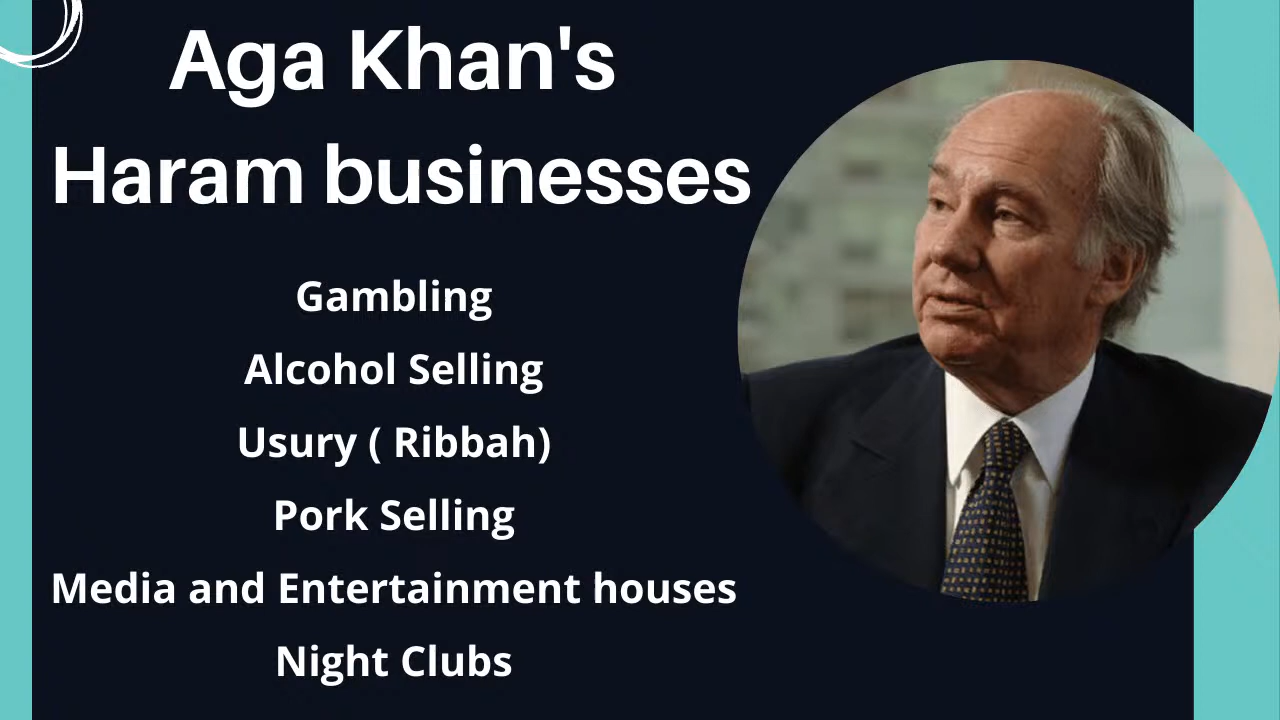 Aga Khan's
Haram businesses
Gambling
Alcohol Selling
Usury ( Ribbah)
Pork Selling
Media and Entertainment houses
Night Clubs